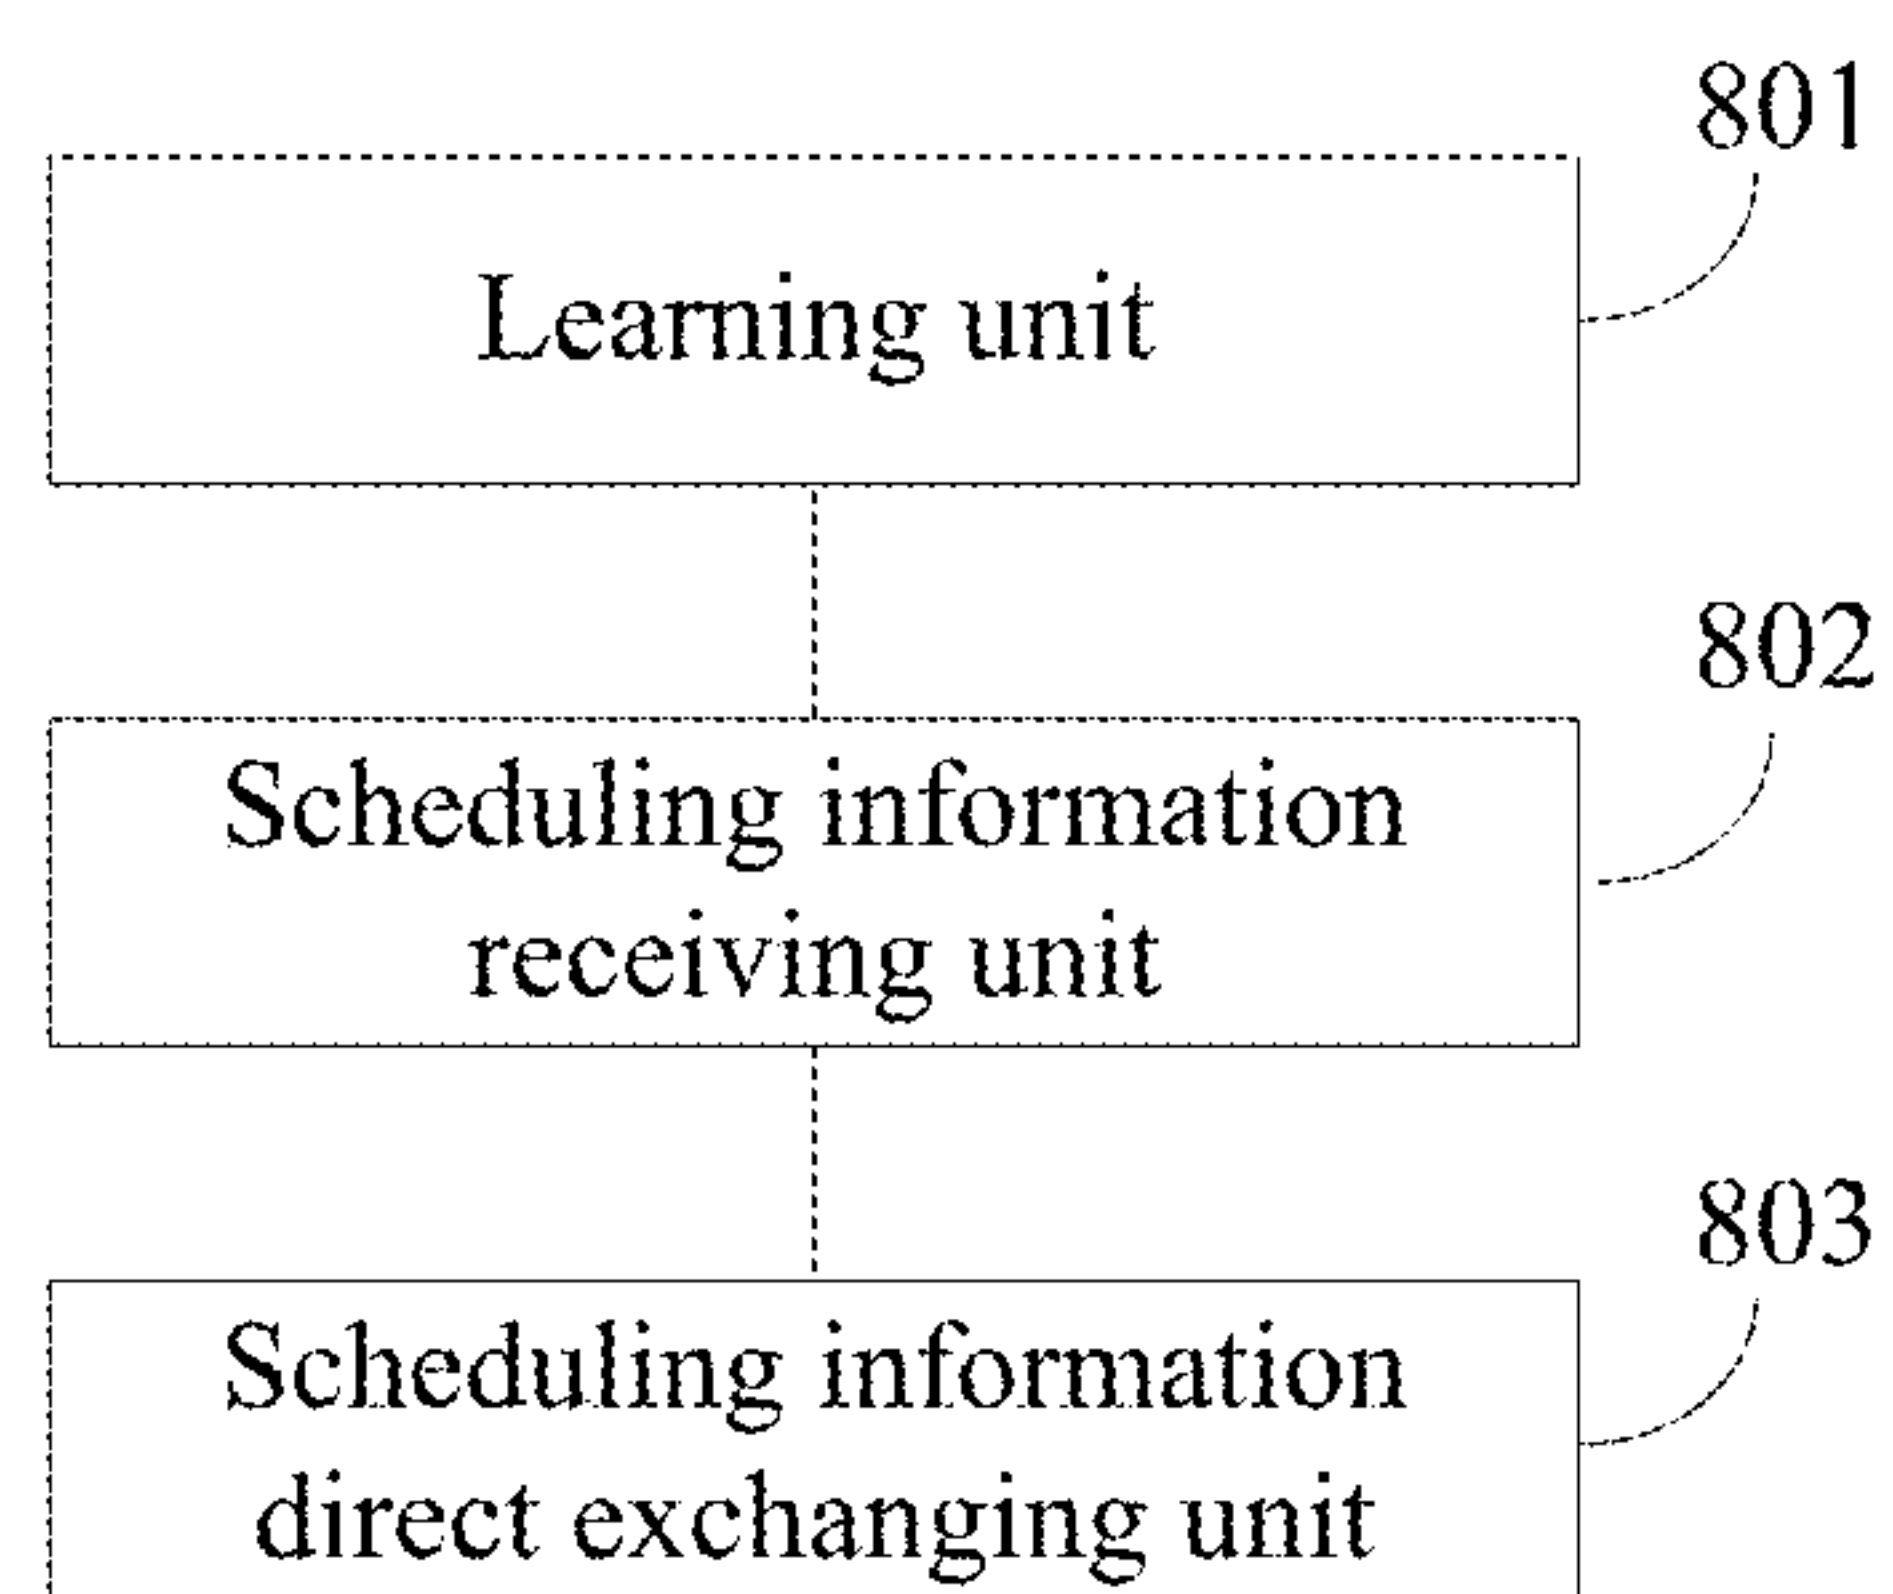 801
Learning unit
802
Scheduling information
receiving unit
803
Scheduling information
direct exchanging unit